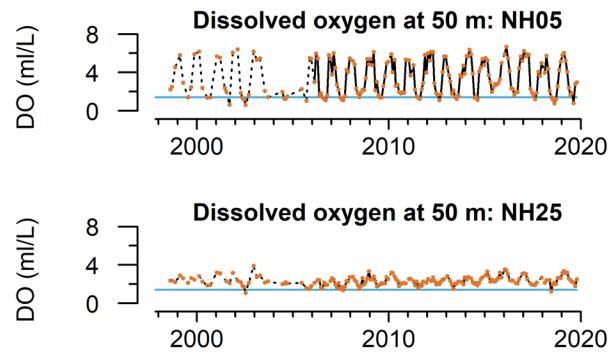 Dissolved oxygen at 50 m: NH05
DO (ml/L)
8
4
0
2000 2010 2020
Dissolved oxygen at 50 m: NH25
DO (ml/L)
8
4
0
2000 2010 2020